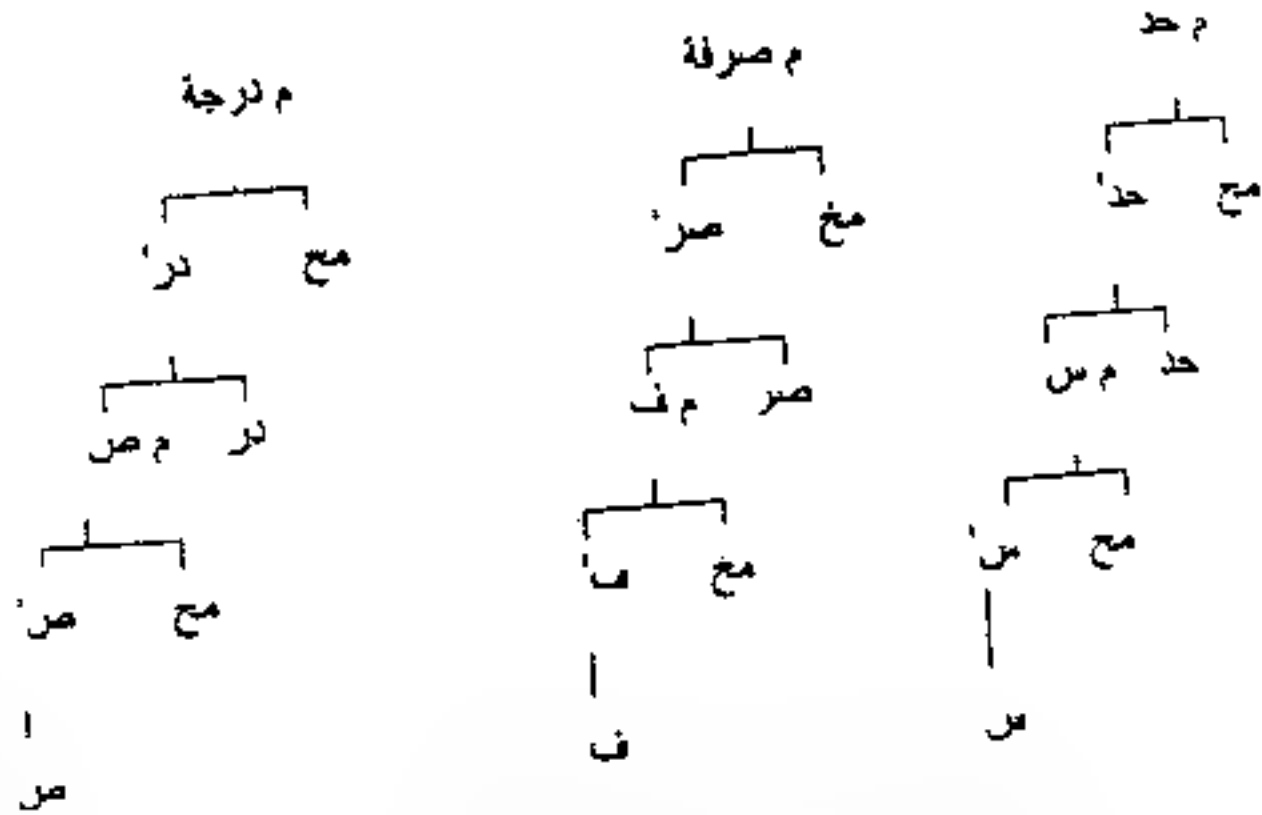 م حد
مح حد'
حد م س
مح س'
س
م صرفة
مخ صر'
صر م ف
مخ ف'
ف
م درجة
مح در'
در م ص
مح ص'
ص